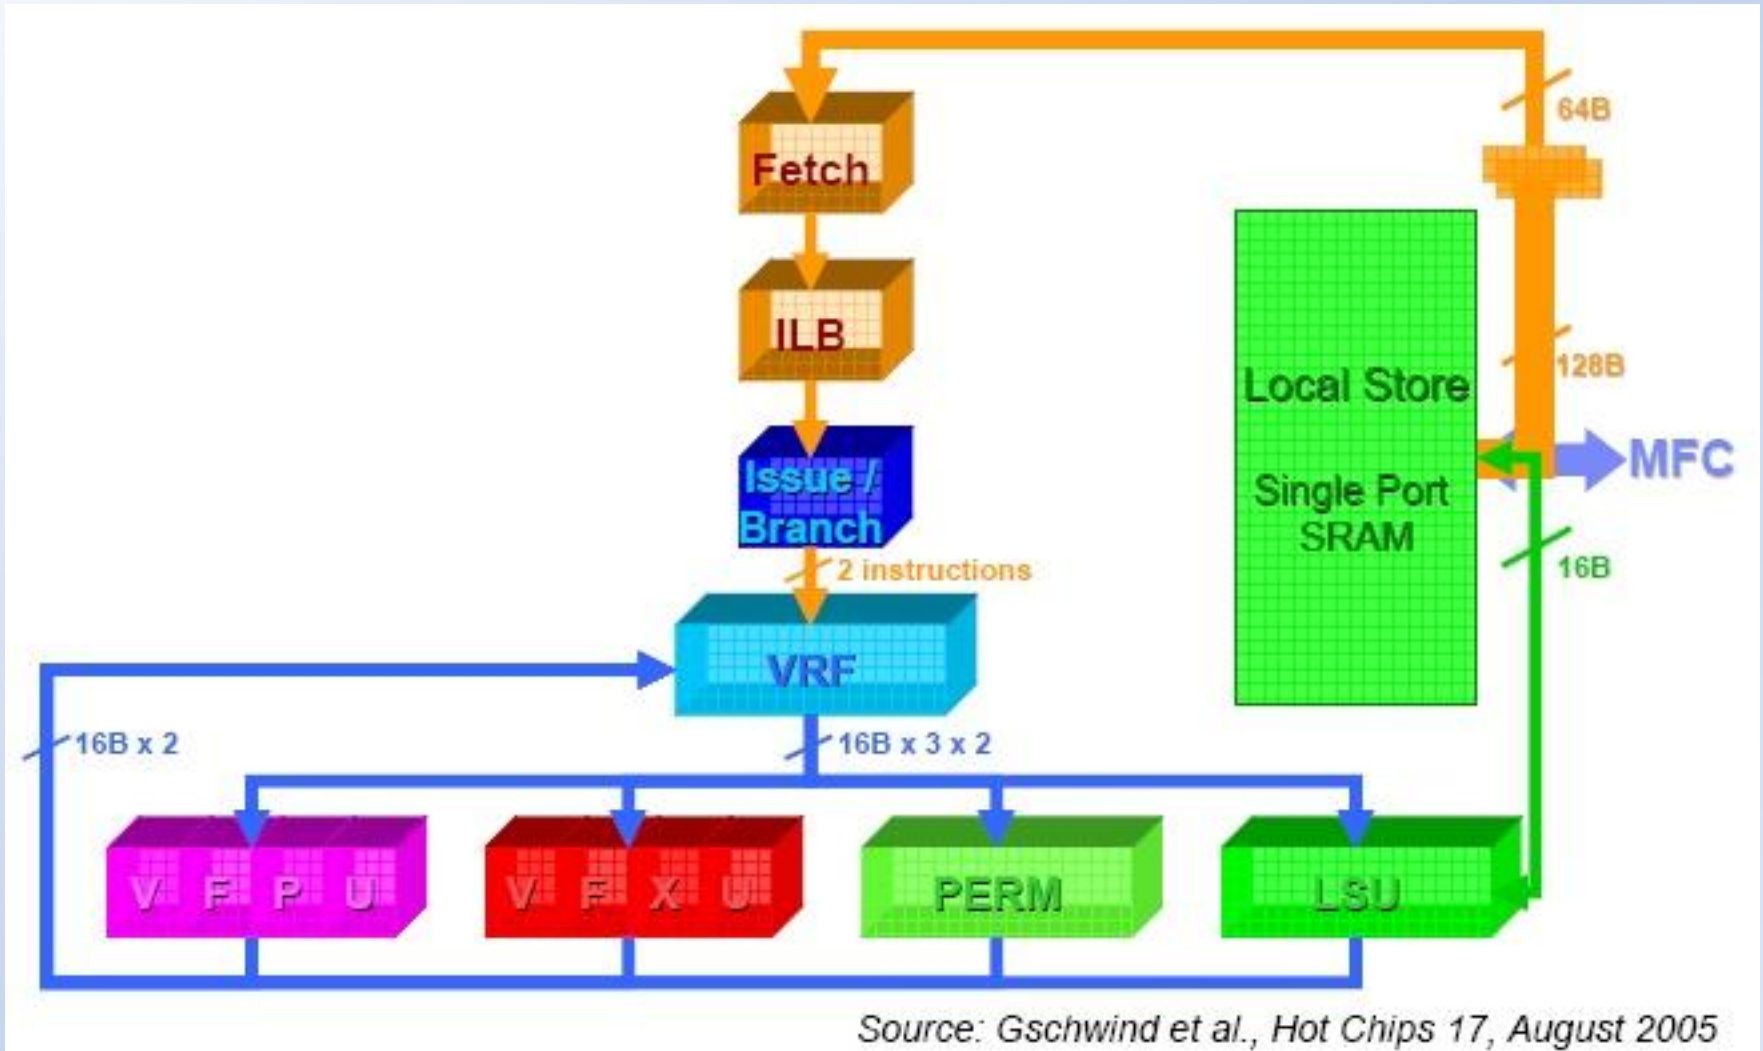 64B
Fetch
ILB
128B
Local Store
Single Port
SRAM
MFC
Issue /
Branch
2 instructions
16B
VRF
16B x 2
16B x 3 x 2
V F P U
V F X U
PERM
LSU
Source: Gschwind et al., Hot Chips 17, August 2005